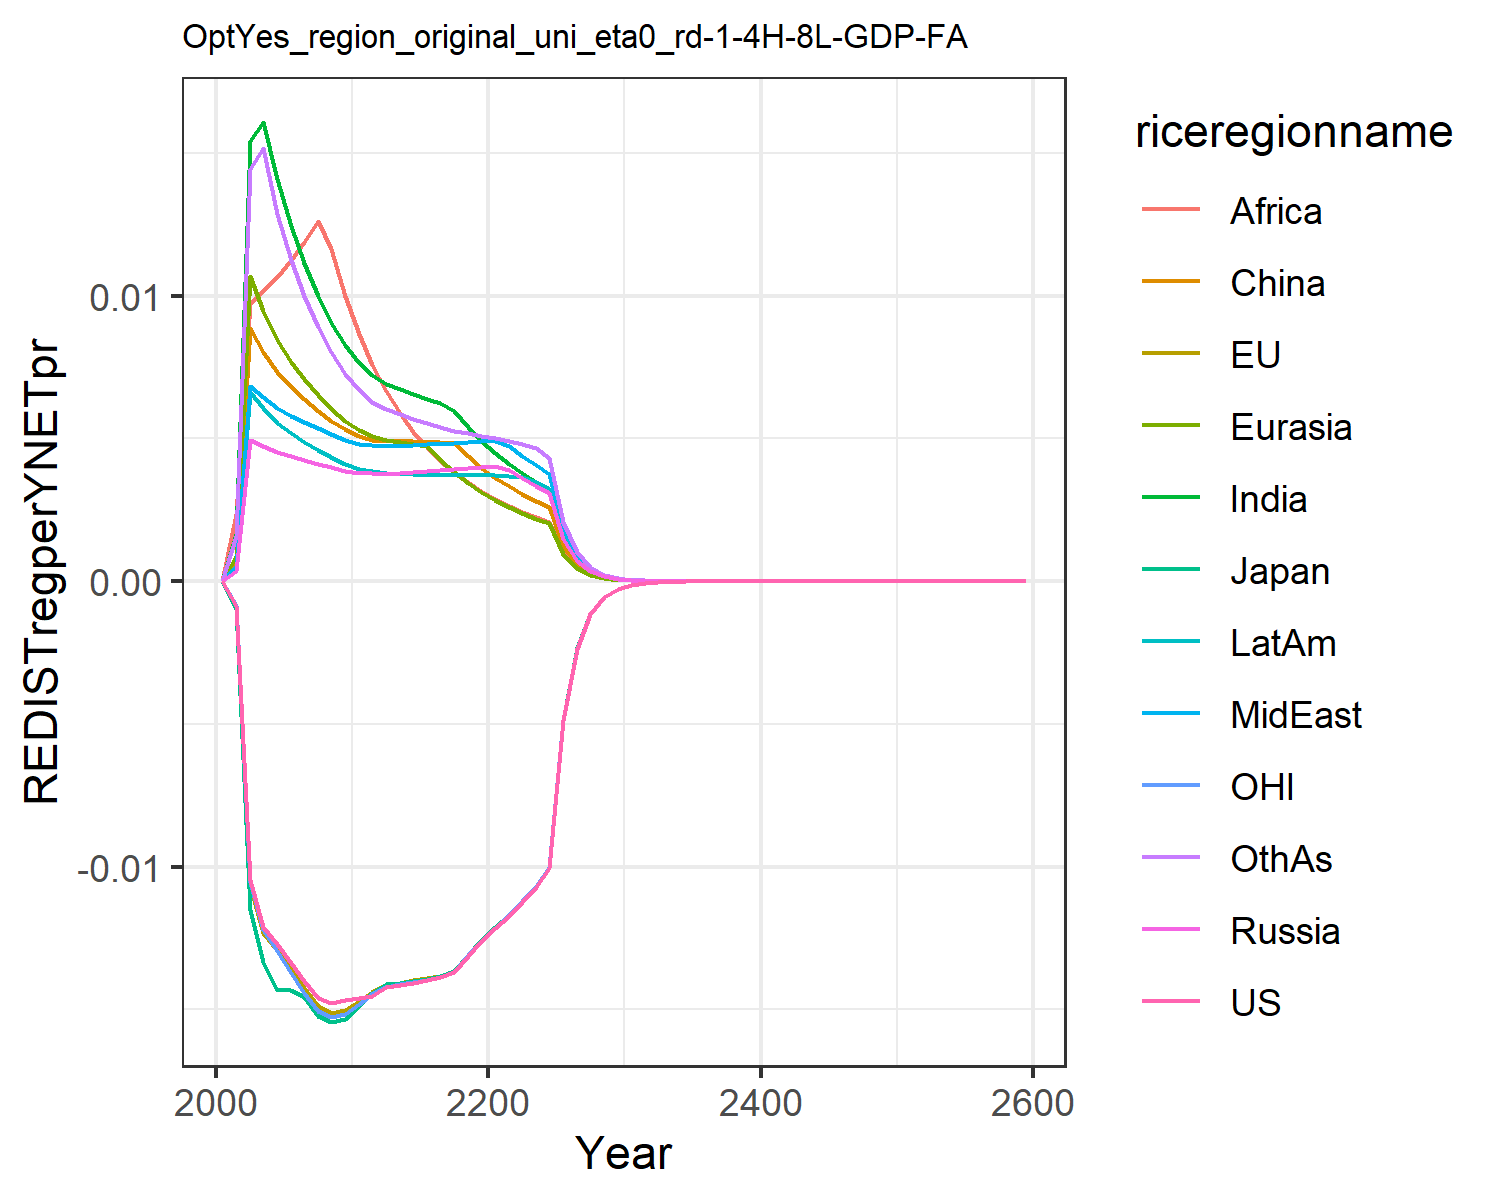 OptYes_region_original_uni_eta0_rd-1-4H-8L-GDP-FA
REDISTregperYNETpr
0.01
0.00
-0.01
2000
2200
2400
2600
Year
riceregionname
Africa
China
EU
Eurasia
India
Japan
LatAm
MidEast
OHI
OthAs
Russia
US